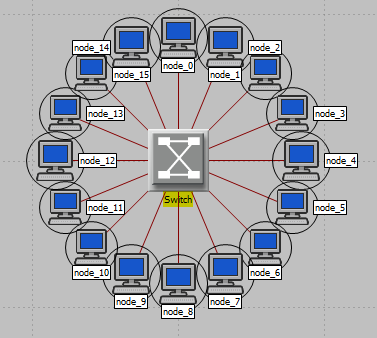 node_14
node_2
node_0
node_15
node_1
node_13
node_3
node_12
node_4
Switch
node_11
node_5
node_10
node_6
node_9
node_7
node_8